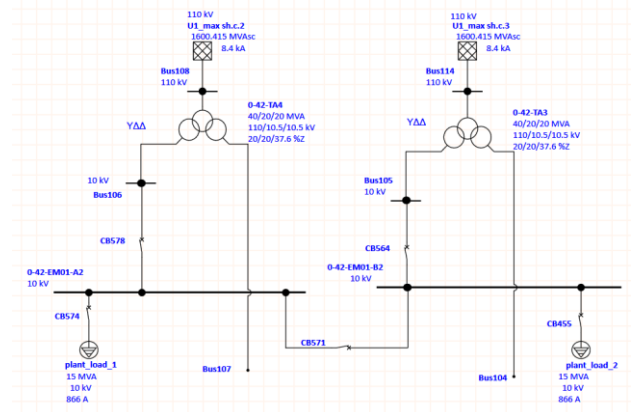 110 kV
U1_max sh.c.2
1600.415 MVAsc
8.4 kA
Bus108
110 kV
0-42-TA4
40/20/20 MVA
110/10.5/10.5 kV
20/20/37.6 %Z
YΔΔ
10 kV
Bus106
CB578
0-42-EM01-A2
10 kV
CB574
plant_load_1
15 MVA
10 kV
866 A
Bus107
CB571
110 kV
U1_max sh.c.3
1600.415 MVAsc
8.4 kA
Bus114
110 kV
0-42-TA3
40/20/20 MVA
110/10.5/10.5 kV
20/20/37.6 %Z
YΔΔ
Bus105
10 kV
CB564
0-42-EM01-B2
10 kV
CB455
Bus104
plant_load_2
15 MVA
10 kV
866 A